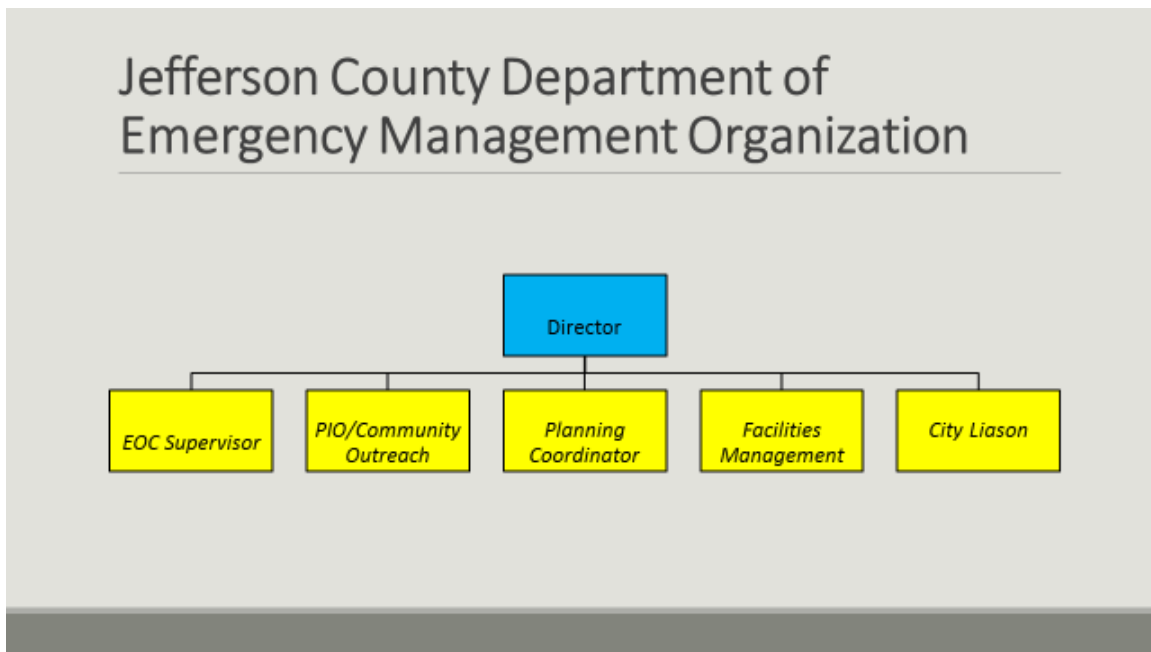 Jefferson County Department of
Emergency Management Organization
Director
EOC Supervisor
PIO/Community
Outreach
Planning
Coordinator
Facilities
Management
City Liason